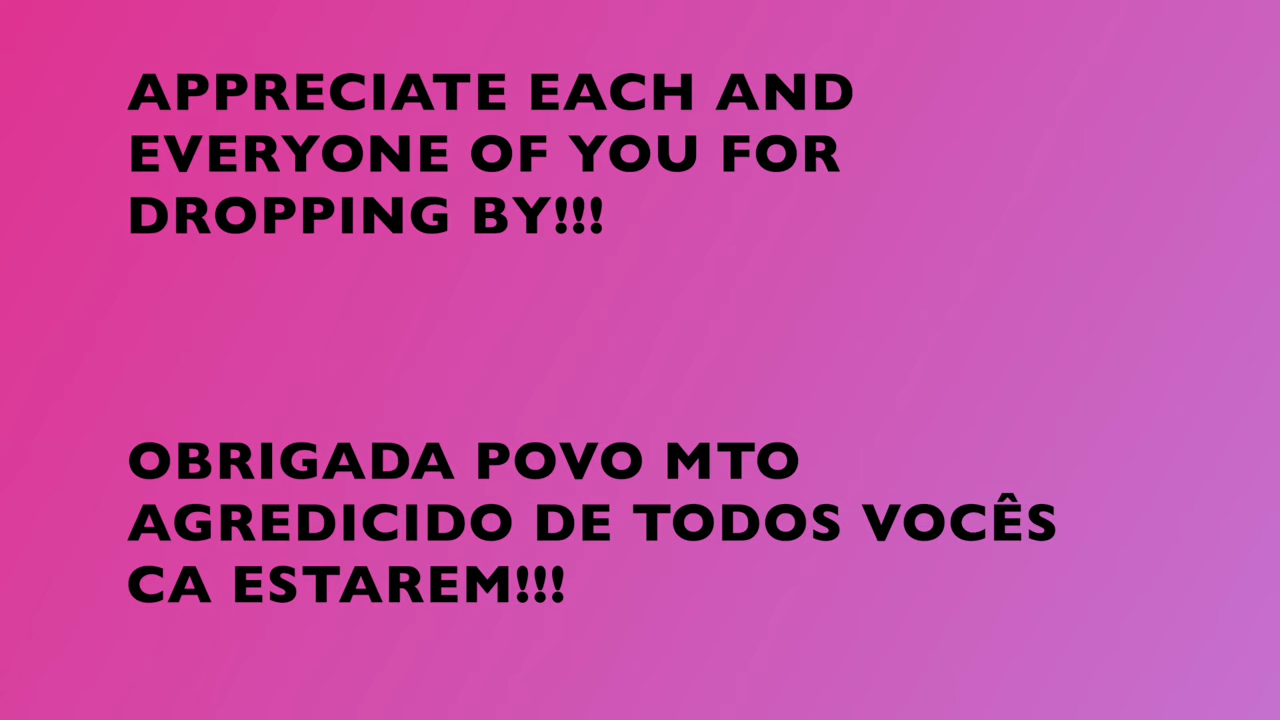 APPRECIATE EACH AND
EVERYONE OF YOU FOR
DROPPING BY!!!
OBRIGADA POVO MTO
AGREDICIDO DE TODOS VOCÊS
CA ESTAREM!!!